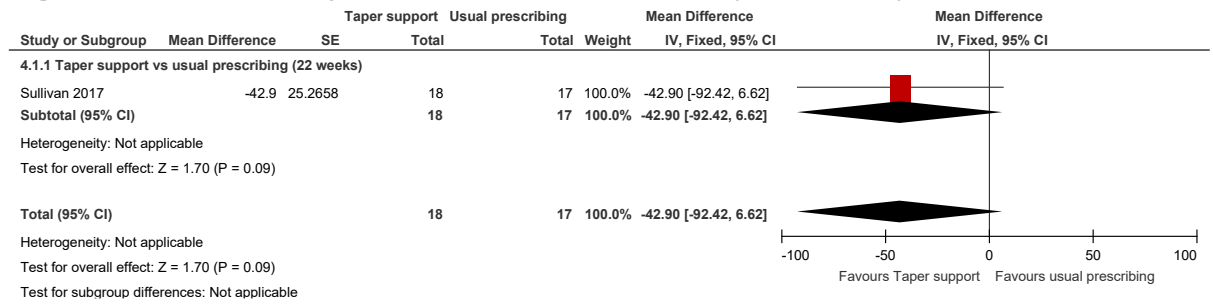 Taper support Usual prescribing Mean Difference Mean Difference
Study or Subgroup Mean Difference SE Total Total Weight IV, Fixed, 95% CI IV, Fixed, 95% CI
4.1.1 Taper support vs usual prescribing (22 weeks)
Sullivan 2017 -42.9 25.2658 18 17 100.0% -42.90 [-92.42, 6.62]
Subtotal (95% CI) 18 17 100.0% -42.90 [-92.42, 6.62]
Heterogeneity: Not applicable
Test for overall effect: Z = 1.70 (P = 0.09)
Total (95% CI) 18 17 100.0% -42.90 [-92.42, 6.62]
Heterogeneity: Not applicable
Test for overall effect: Z = 1.70 (P = 0.09)
Test for subgroup differences: Not applicable
-100 -50 0 50 100
Favours Taper support Favours usual prescribing